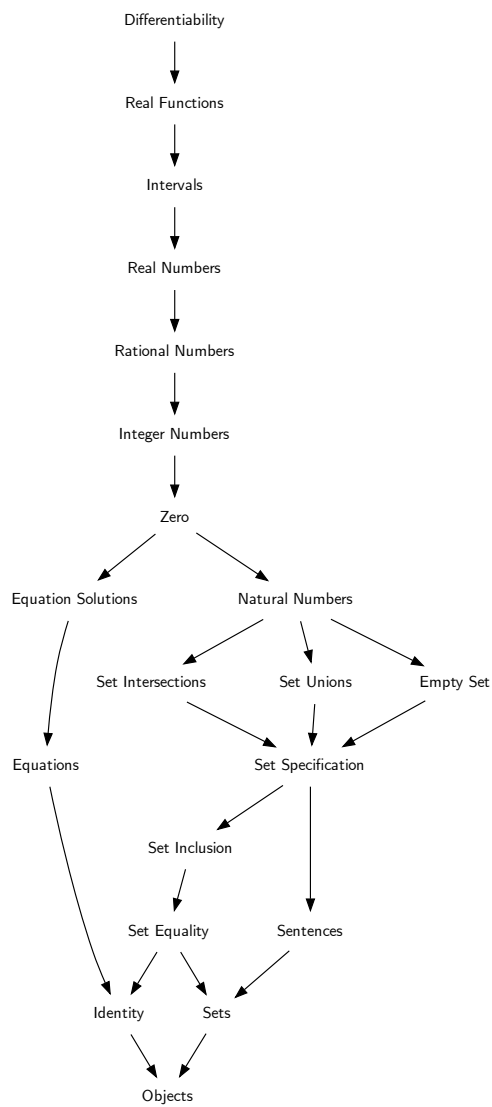 Differentiability
Real Functions
Intervals
Real Numbers
Rational Numbers
Integer Numbers
Zero
Equation Solutions
Natural Numbers
Set Intersections
Set Unions
Empty Set
Equations
Set Specification
Set Inclusion
Set Equality
Sentences
Identity
Sets
Objects